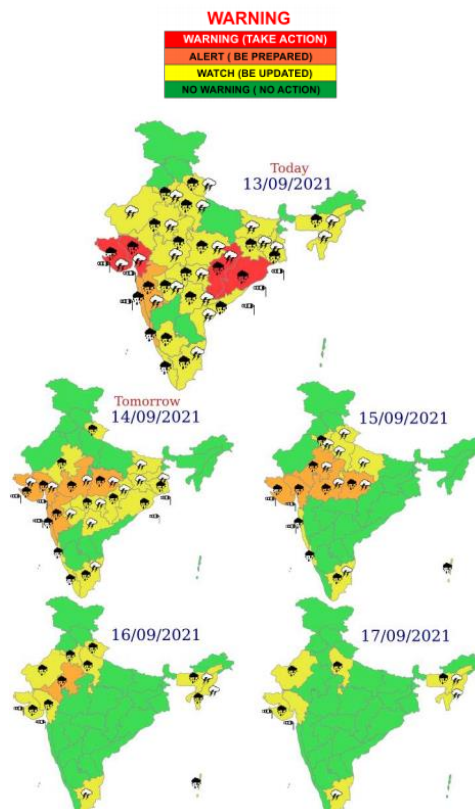 WARNING
WARNING (TAKE ACTION)
ALERT ( BE PREPARED)
WATCH (BE UPDATED)
NO WARNING ( NO ACTION)
Today
13/09/2021
Tomorrow
14/09/2021
15/09/2021
16/09/2021
17/09/2021